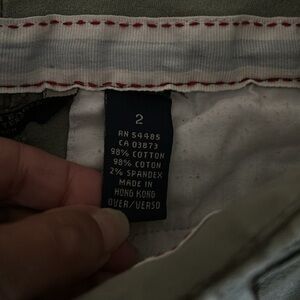 2
RN 54485
CA 03873
98% COTTON
98% COTON
2% SPANDEX
MADE IN
HONG KONG
OVER/VERSO